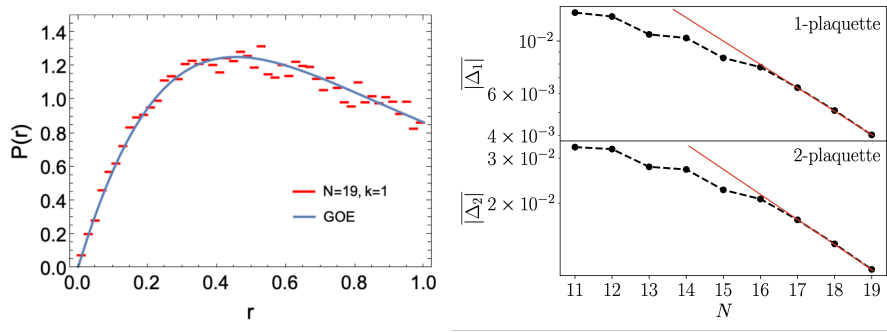 1.4
1.2
1.0
0.8
0.6
0.4
0.2
0.0
P(r)
N=19, k=1
GOE
0.0 0.2 0.4 0.6 0.8 1.0
r
1-plaquette
10⁻²
6 × 10⁻³
4 × 10⁻³
|Δ₁|
2-plaquette
3 × 10⁻²
2 × 10⁻²
|Δ₂|
11 12 13 14 15 16 17 18 19
N